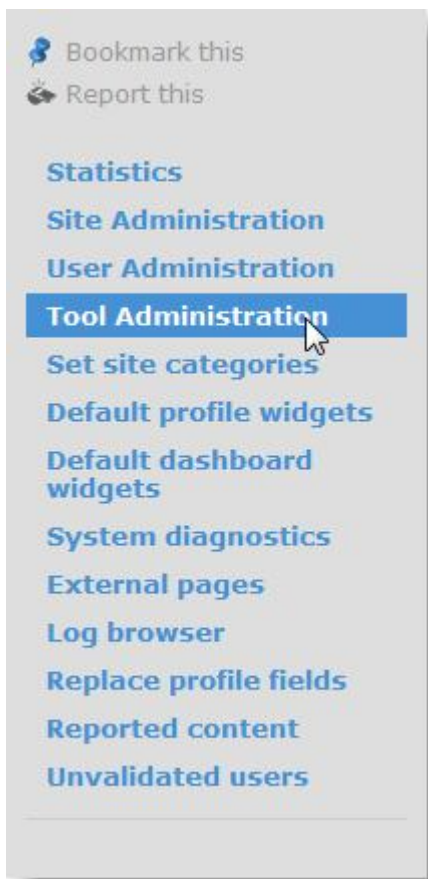 Bookmark this
Report this
Statistics
Site Administration
User Administration
Tool Administration
Set site categories
Default profile widgets
Default dashboard
widgets
System diagnostics
External pages
Log browser
Replace profile fields
Reported content
Unvalidated users